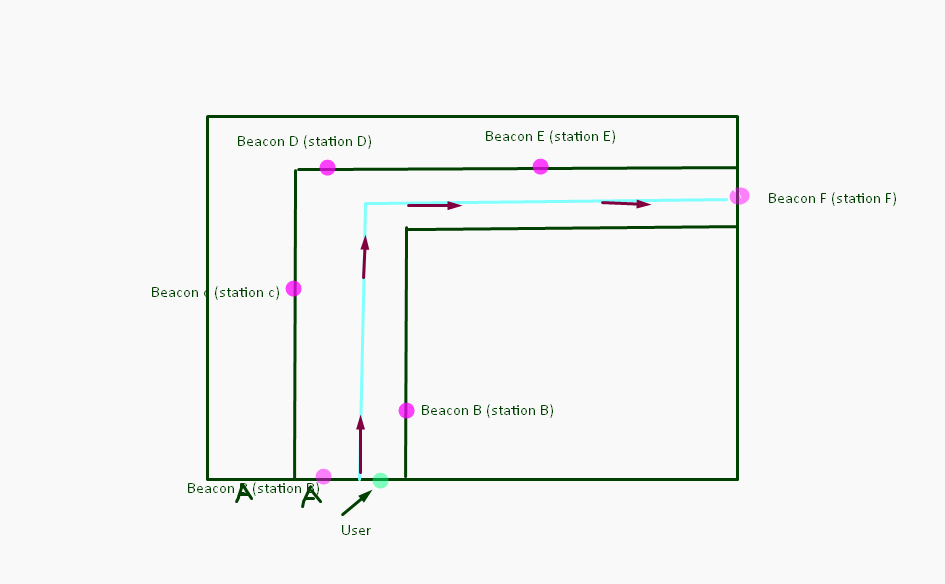 Beacon D (station D)
Beacon E (station E)
Beacon F (station F)
Beacon c (station c)
Beacon B (station B)
Beacon A (station A)
User